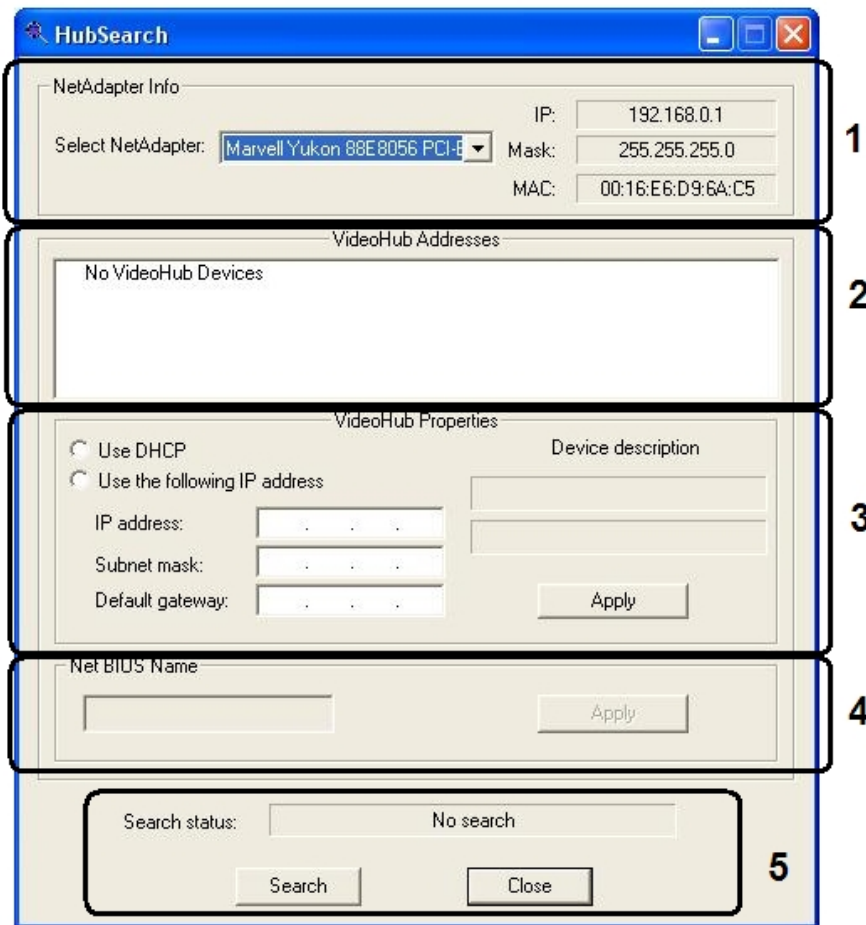 HubSearch
NetAdapter Info
IP: 192.168.0.1
Select NetAdapter: Marvell Yukon 88E8056 PCI-E Mask: 255.255.255.0
MAC: 00:16:E6:D9:6A:C5
1
VideoHub Addresses
No VideoHub Devices
2
VideoHub Properties
Use DHCP Device description
Use the following IP address
IP address: . . .
3
Subnet mask: . . .
Default gateway: . . . Apply
Net BIOS Name
Apply
4
Search status: No search
5
Search Close